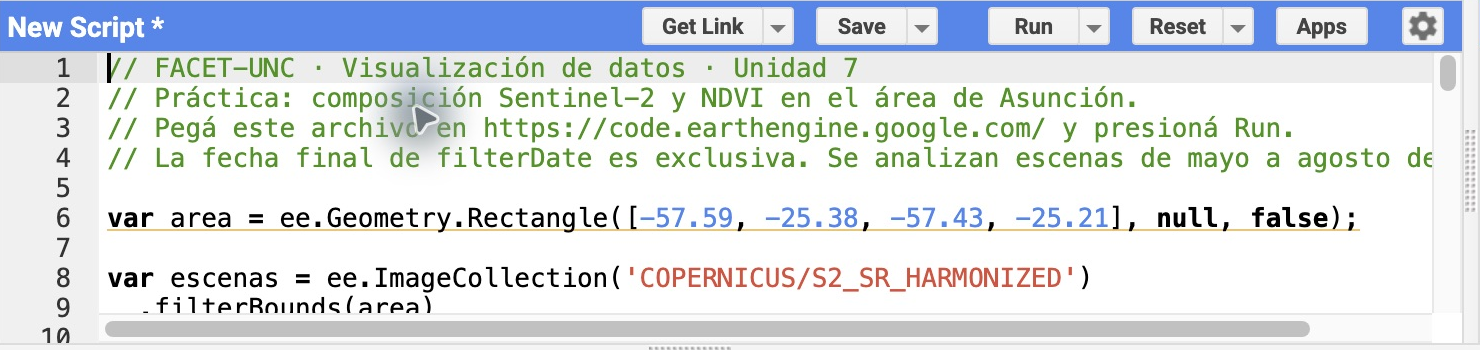 New Script *
Get Link
Save
Run
Reset
Apps
1 // FACET-UNC · Visualización de datos · Unidad 7
2 // Práctica: composición Sentinel-2 y NDVI en el área de Asunción.
3 // Pegá este archivo en https://code.earthengine.google.com/ y presioná Run.
4 // La fecha final de filterDate es exclusiva. Se analizan escenas de mayo a agosto de
5
6 var area = ee.Geometry.Rectangle([-57.59, -25.38, -57.43, -25.21], null, false);
7
8 var escenas = ee.ImageCollection('COPERNICUS/S2_SR_HARMONIZED')
9 .filterBounds(area)
10